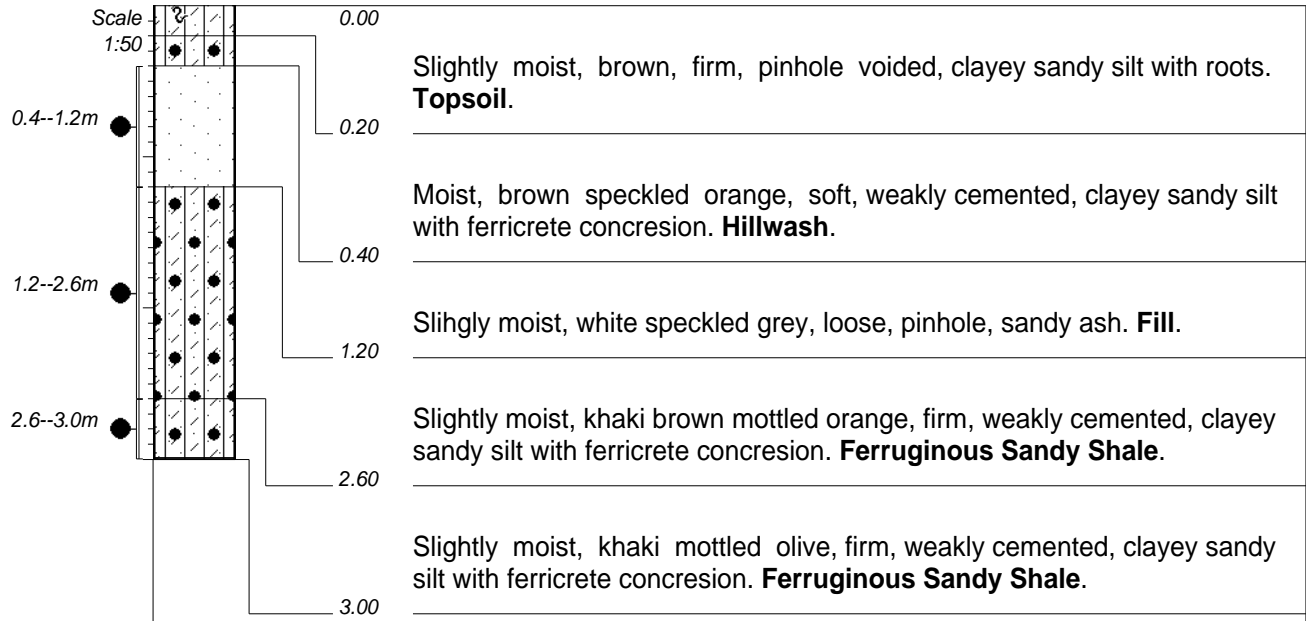 Scale
1:50
0.00
Slightly moist, brown, firm, pinhole voided, clayey sandy silt with roots.
Topsoil.
0.4--1.2m
0.20
Moist, brown speckled orange, soft, weakly cemented, clayey sandy silt
with ferricrete concresion. Hillwash.
0.40
1.2--2.6m
Slihgly moist, white speckled grey, loose, pinhole, sandy ash. Fill.
1.20
2.6--3.0m
Slightly moist, khaki brown mottled orange, firm, weakly cemented, clayey
sandy silt with ferricrete concresion. Ferruginous Sandy Shale.
2.60
Slightly moist, khaki mottled olive, firm, weakly cemented, clayey sandy
silt with ferricrete concresion. Ferruginous Sandy Shale.
3.00